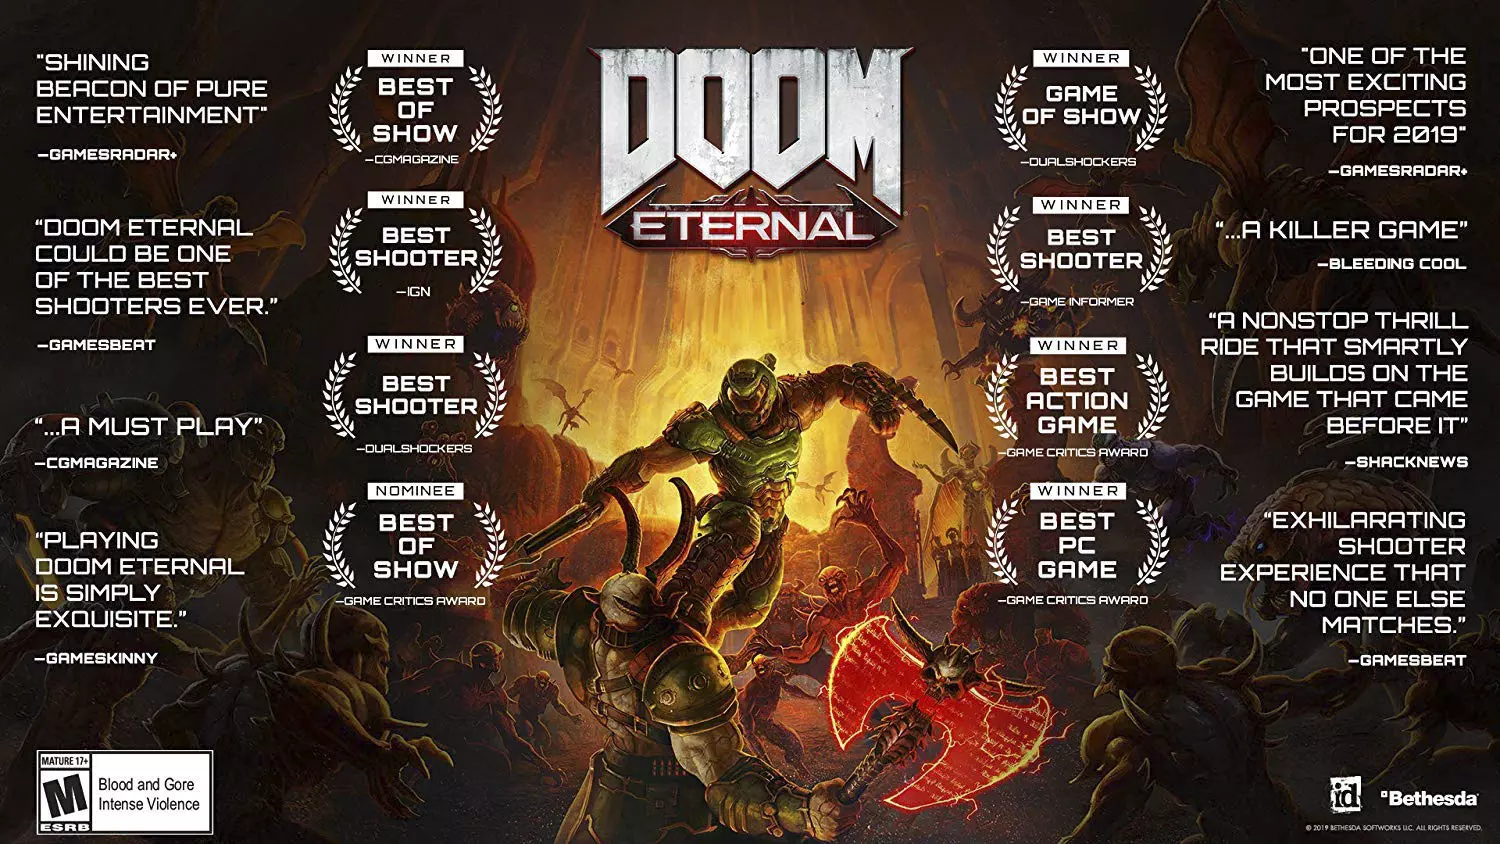 "SHINING
BEACON OF PURE
ENTERTAINMENT"
—GAMESRADAR+
"DOOM ETERNAL
COULD BE ONE
OF THE BEST
SHOOTERS EVER."
—GAMESBEAT
"...A MUST PLAY"
—CGMAGAZINE
"PLAYING
DOOM ETERNAL
IS SIMPLY
EXQUISITE."
—GAMESKINNY
WINNER
BEST
OF
SHOW
—CGMAGAZINE
WINNER
BEST
SHOOTER
—IGN
WINNER
BEST
SHOOTER
—DUALSHOCKERS
NOMINEE
BEST
OF
SHOW
—GAME CRITICS AWARD
DOOM
ETERNAL
WINNER
GAME
OF SHOW
—DUALSHOCKERS
WINNER
BEST
SHOOTER
—GAME INFORMER
WINNER
BEST
ACTION
GAME
—GAME CRITICS AWARD
WINNER
BEST
PC
GAME
—GAME CRITICS AWARD
"ONE OF THE
MOST EXCITING
PROSPECTS
FOR 2019"
—GAMESRADAR+
"...A KILLER GAME"
—BLEEDING COOL
"A NONSTOP THRILL
RIDE THAT SMARTLY
BUILDS ON THE
GAME THAT CAME
BEFORE IT"
—SHACKNEWS
"EXHILARATING
SHOOTER
EXPERIENCE THAT
NO ONE ELSE
MATCHES."
—GAMESBEAT
MATURE 17+
M
ESRB
Blood and Gore
Intense Violence
id
Bethesda
© 2019 BETHESDA SOFTWORKS LLC. ALL RIGHTS RESERVED.